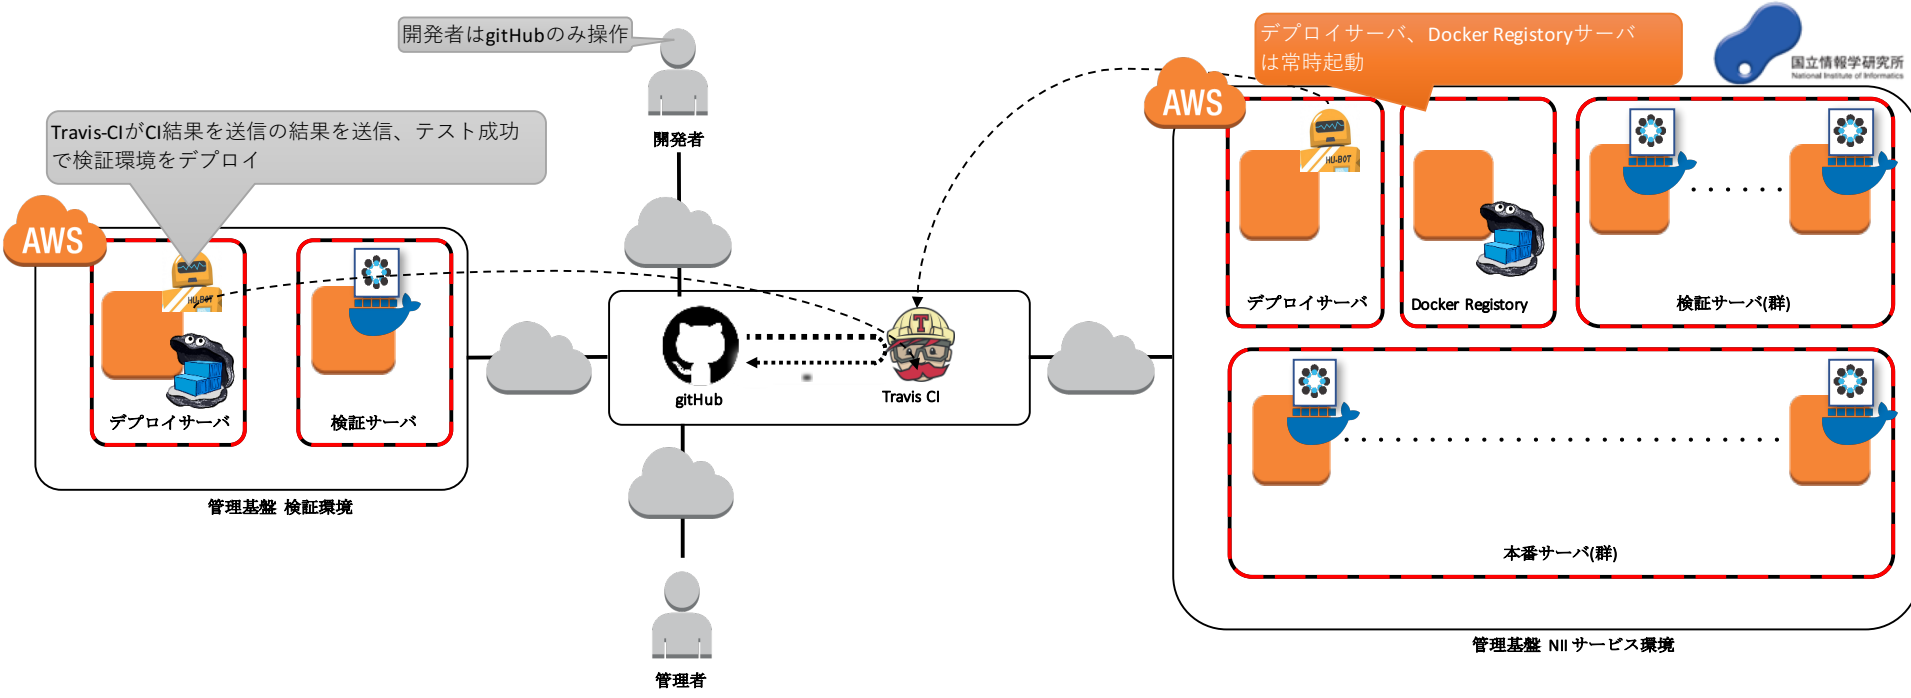 開発者はgitHubのみ操作
開発者
デプロイサーバ、Docker Registoryサーバ
は常時起動
国立情報学研究所
National Institute of Informatics
Travis-CIがCI結果を送信の結果を送信、テスト成功
で検証環境をデプロイ
AWS
HU-BOT
デプロイサーバ
検証サーバ
管理基盤 検証環境
gitHub
T
Travis CI
管理者
AWS
HU-BOT
デプロイサーバ
Docker Registory
検証サーバ(群)
本番サーバ(群)
管理基盤 NII サービス環境